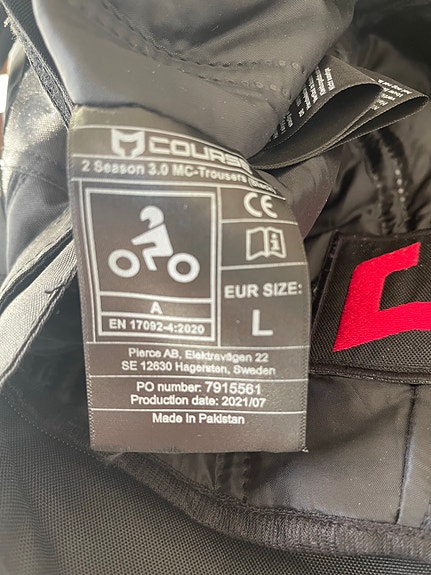 COURSE
2 Season 3.0 MC-Trousers
CE
i
A
EN 17092-4:2020
EUR SIZE:
L
Pierce AB, Elektravägen 22
SE 12630 Hagersten, Sweden
PO number: 7915561
Production date: 2021/07
Made in Pakistan